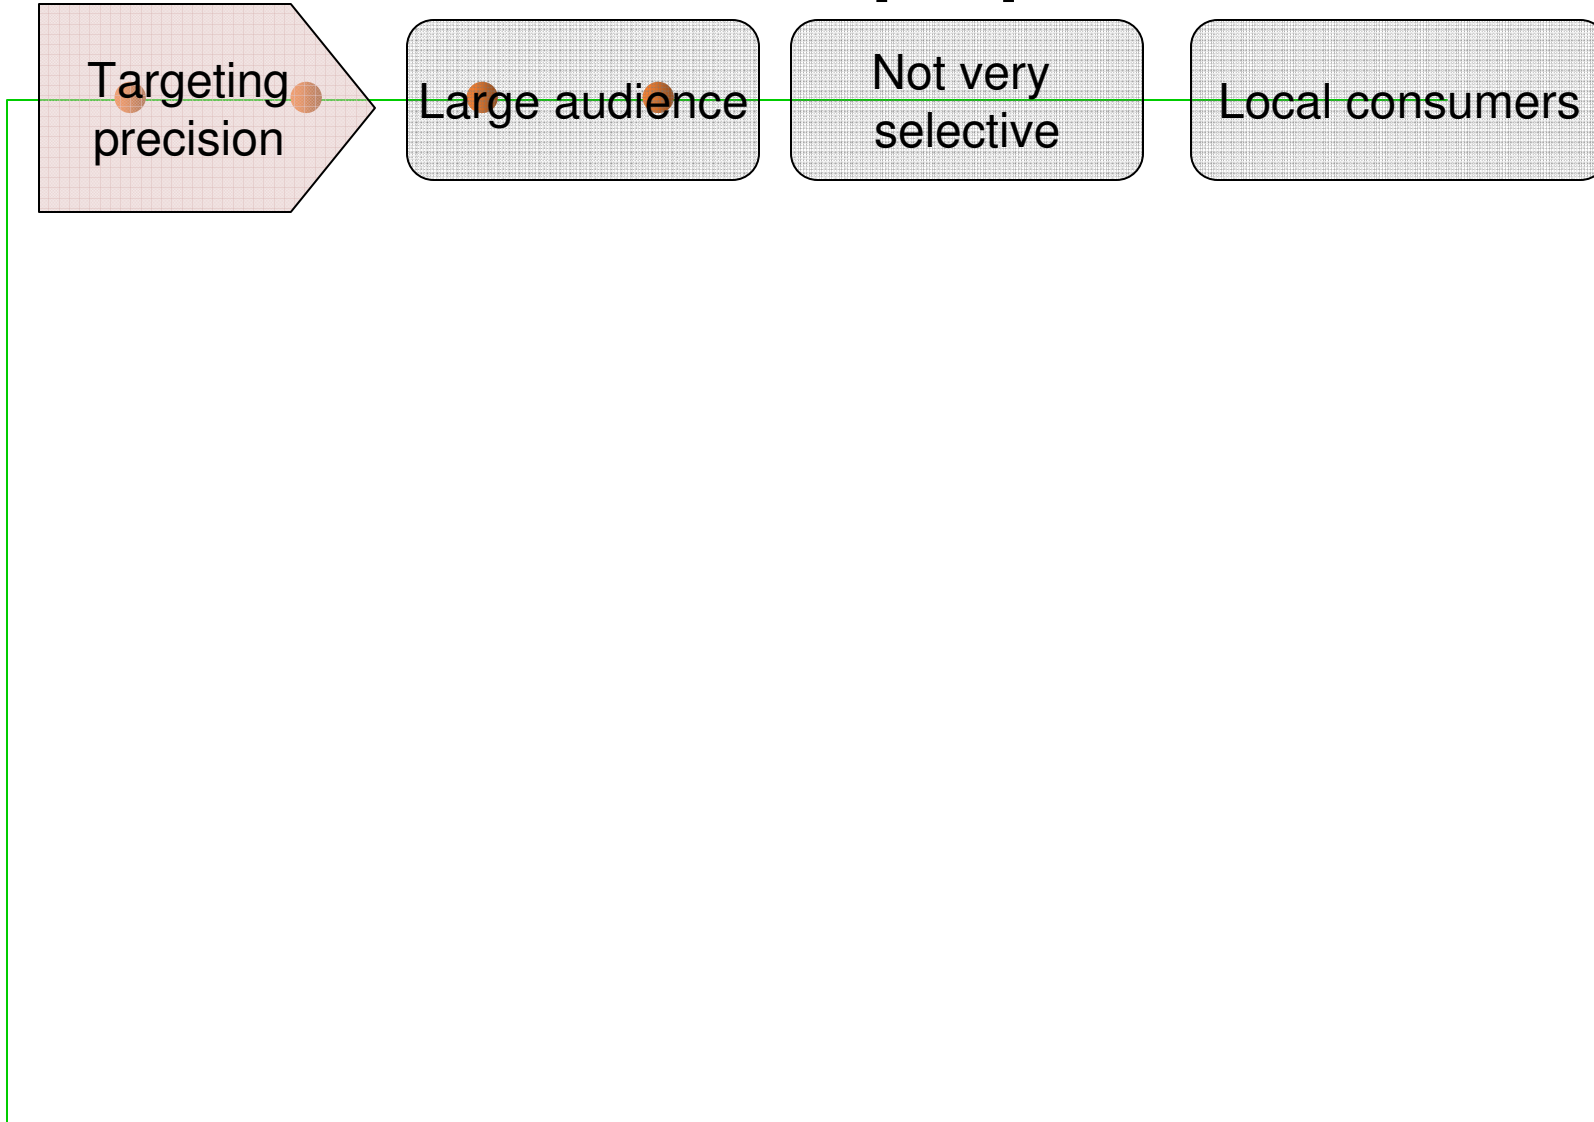 Targeting
precision
Large audience
Not very
selective
Local consumers